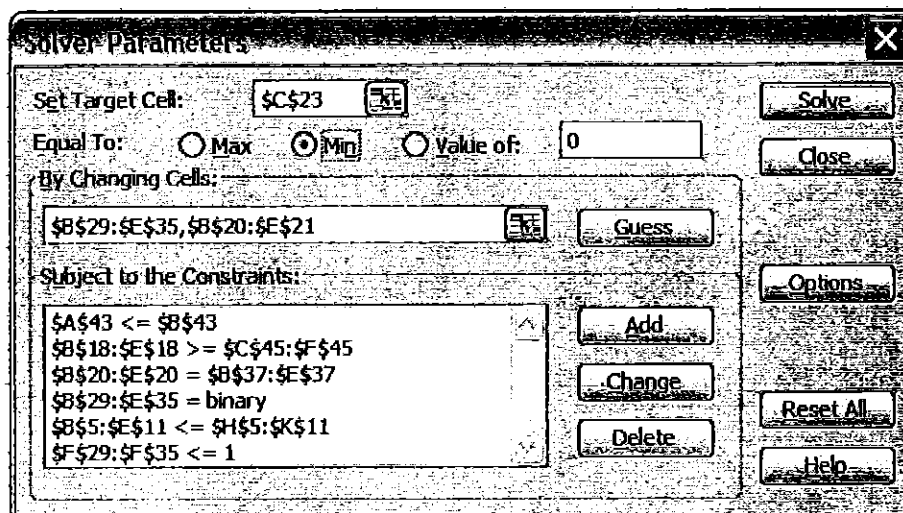 Solver Parameters
Set Target Cell: $C$23 Solve
Equal To: Max Min Value of: 0 Close
By Changing Cells:
$B$29:$E$35,$B$20:$E$21 Guess
Subject to the Constraints: Options
$A$43 <= $B$43 Add
$B$18:$E$18 >= $C$45:$F$45
$B$20:$E$20 = $B$37:$E$37 Change
$B$29:$E$35 = binary Reset All
$B$5:$E$11 <= $H$5:$K$11 Delete
$F$29:$F$35 <= 1 Help